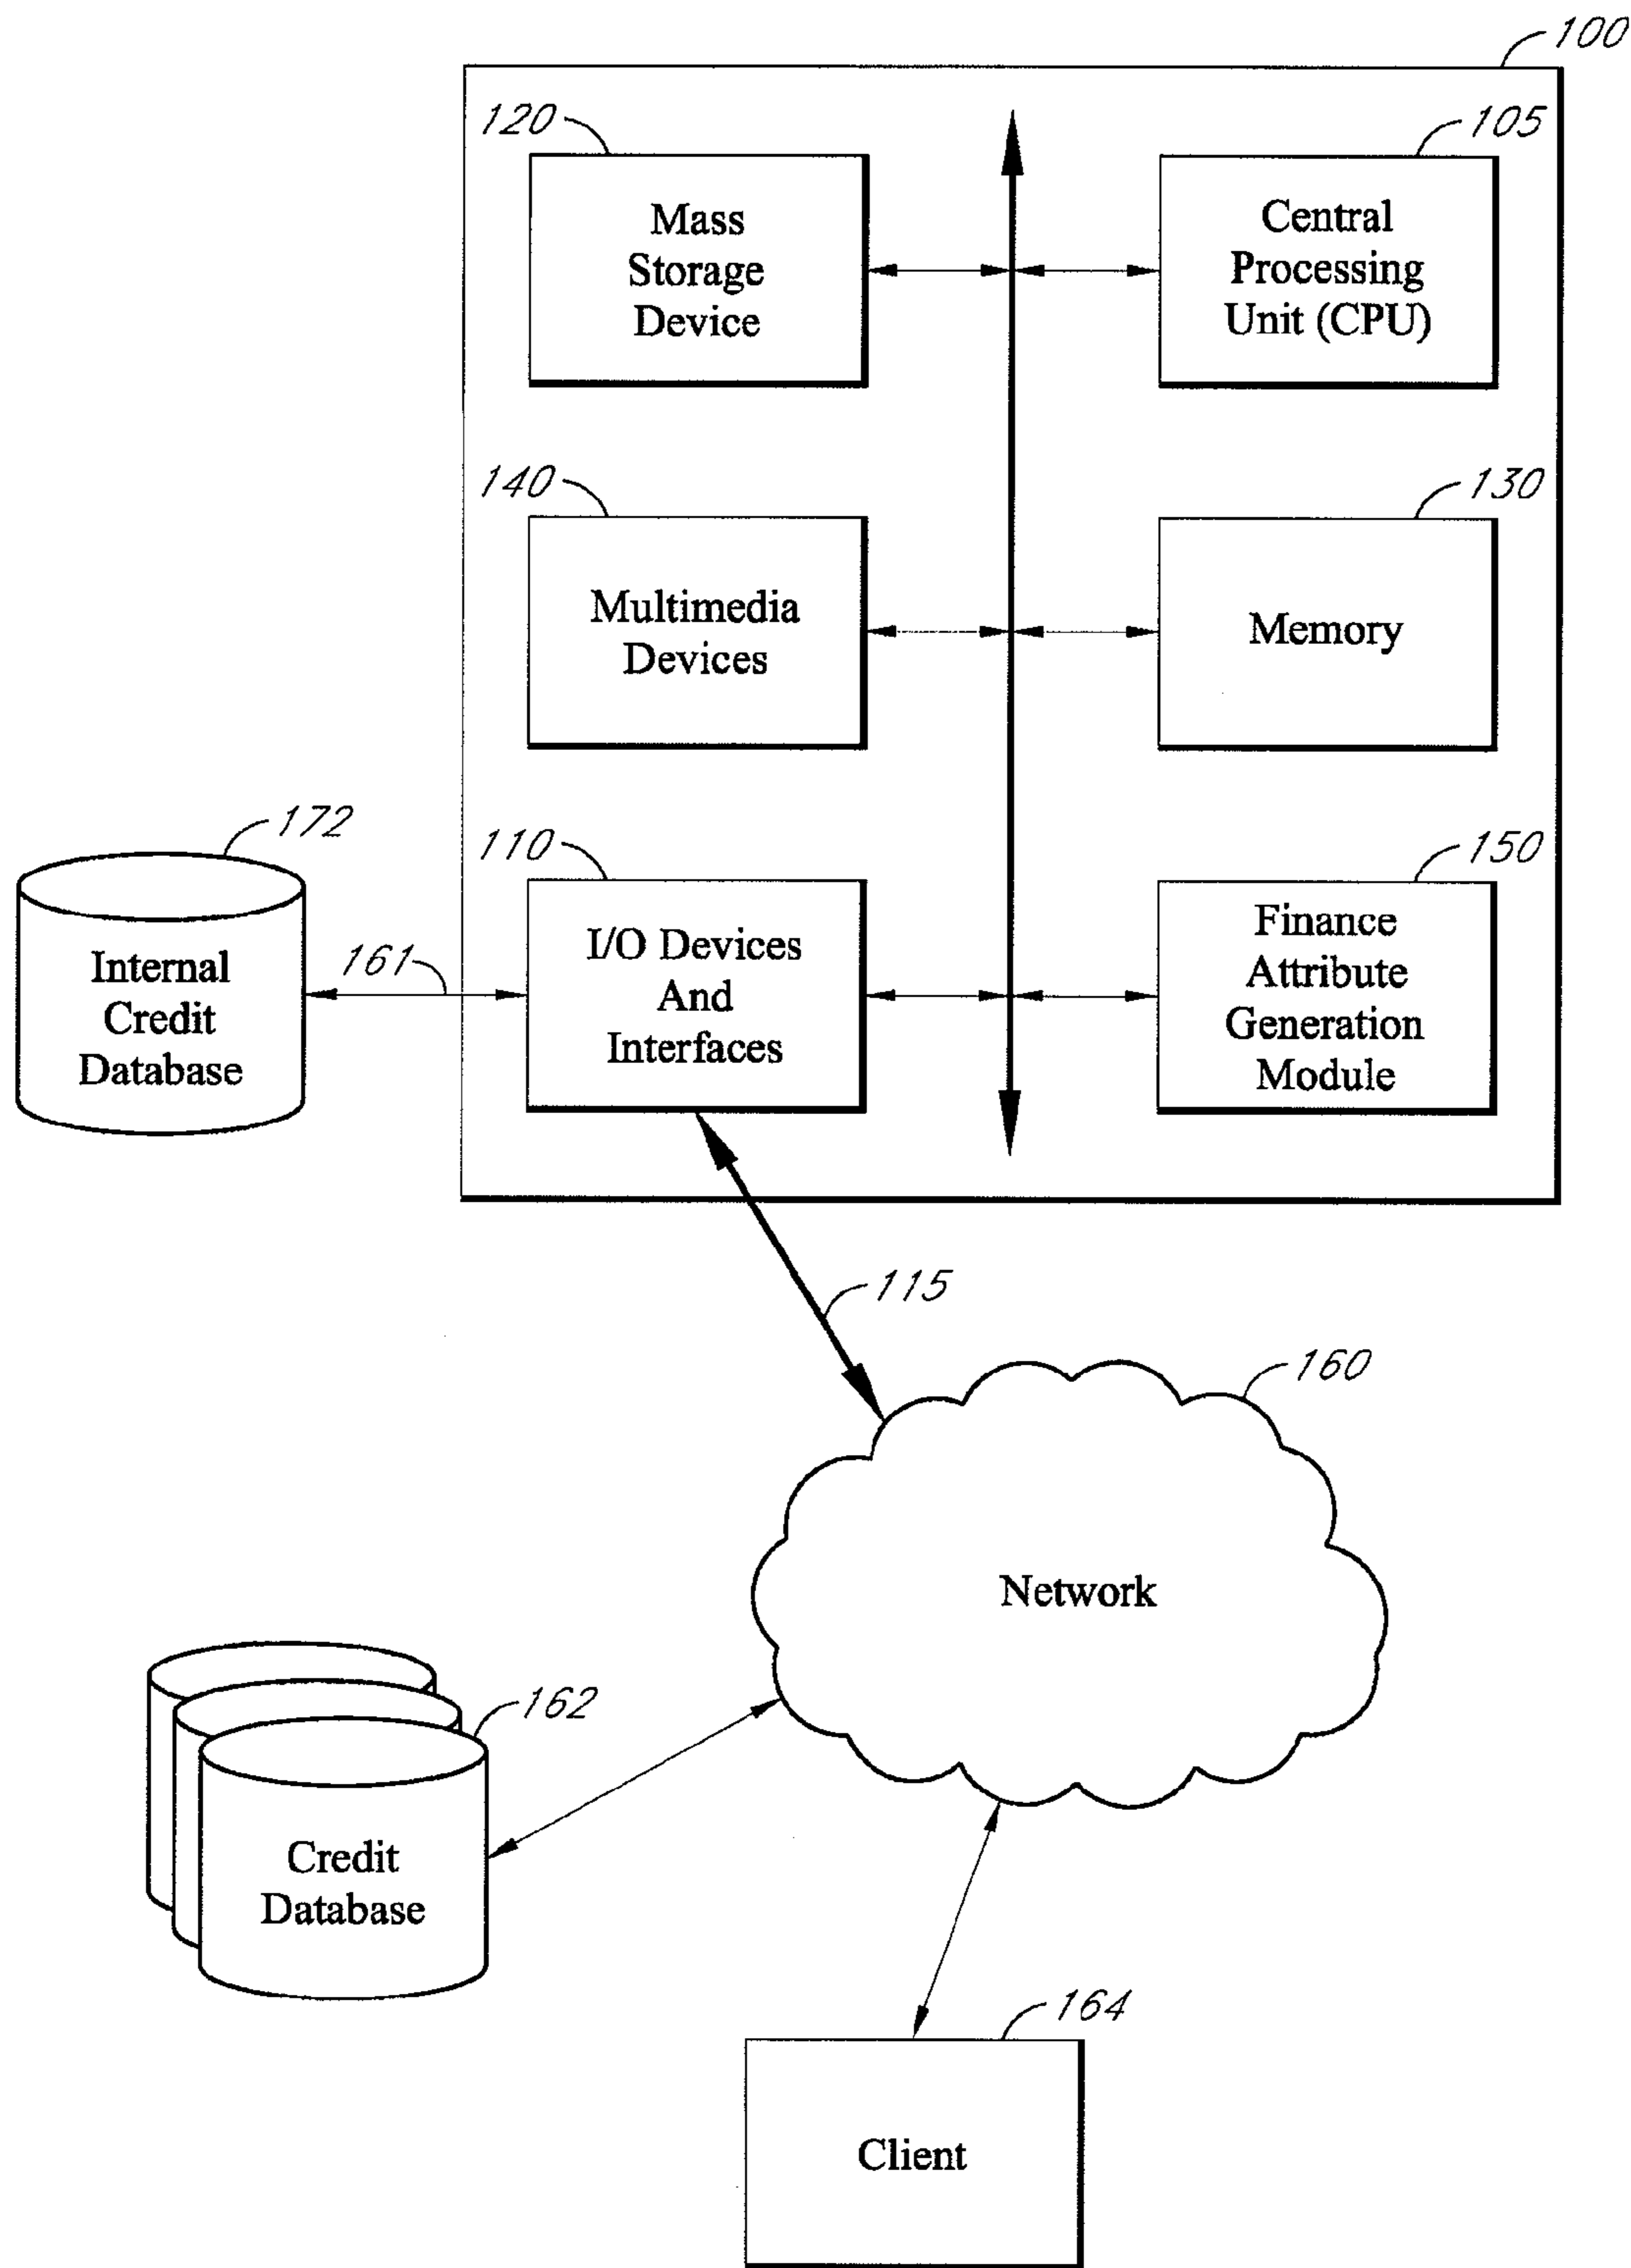 100
120
105
Mass
Storage
Device
Central
Processing
Unit (CPU)
140
130
Multimedia
Devices
Memory
172
110
150
Internal
Credit
Database
161
I/O Devices
And
Interfaces
Finance
Attribute
Generation
Module
115
160
Network
162
Credit
Database
164
Client